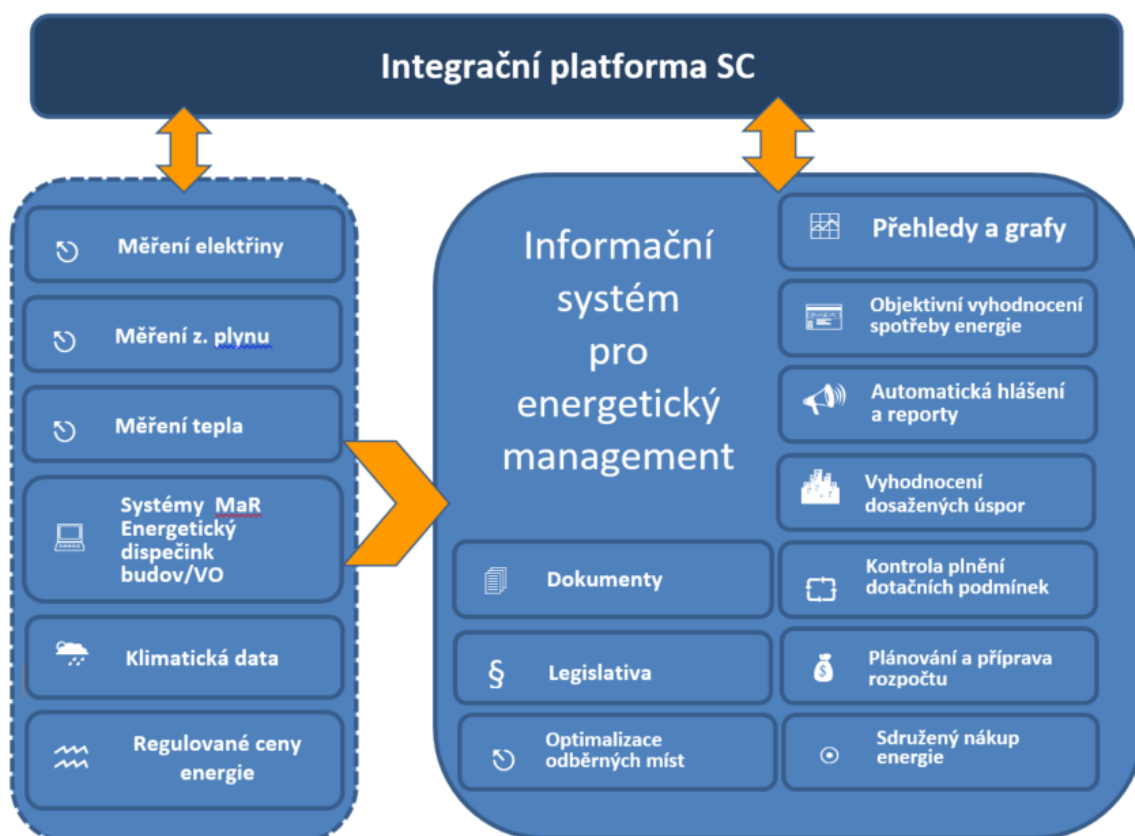 Integrační platforma SC
Měření elektřiny
Měření z. plynu
Měření tepla
Systémy MaR
Energetický
dispečink
budov/VO
Klimatická data
Regulované ceny
energie
Informační
systém
pro
energetický
management
Dokumenty
§ Legislativa
Optimalizace
odběrných míst
Přehledy a grafy
Objektivní vyhodnocení
spotřeby energie
Automatická hlášení
a reporty
Vyhodnocení
dosažených úspor
Kontrola plnění
dotačních podmínek
$
Plánování a příprava
rozpočtu
Sdružený nákup
energie